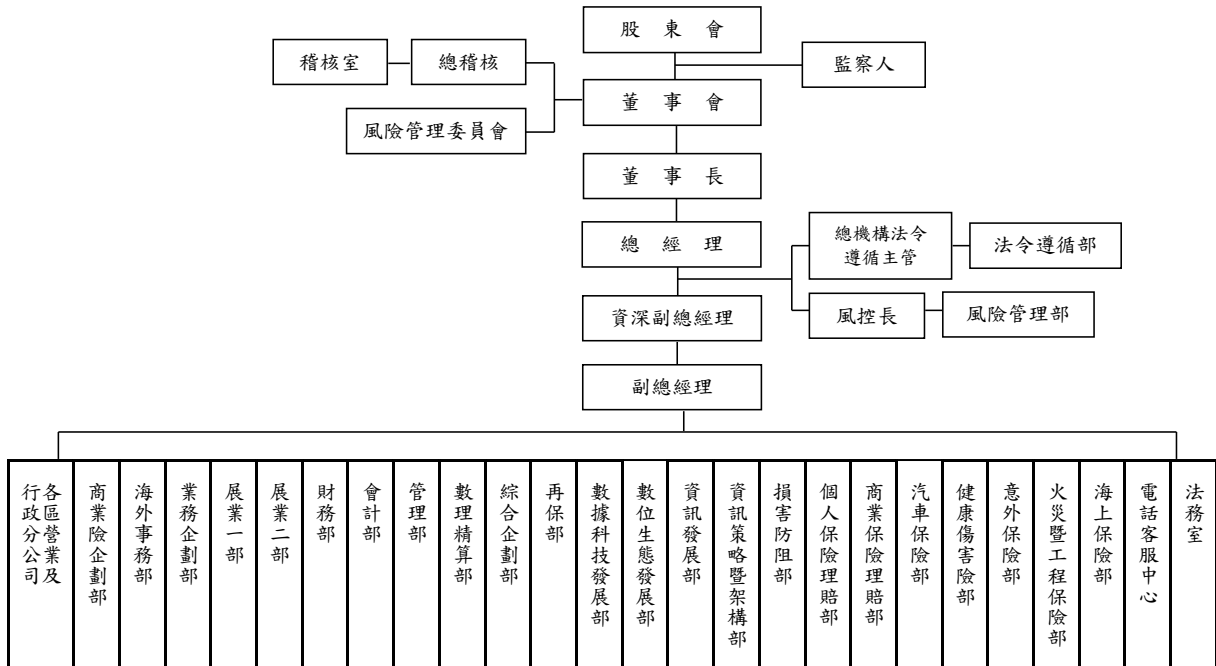 股東會
監察人
稽核室
總稽核
董事會
風險管理委員會
董事長
總經理
總機構法令
遵循主管
法令遵循部
資深副總經理
風控長
風險管理部
副總經理
各區營業及
行政分公司
商業險企劃部
海外事務部
業務企劃部
展業一部
展業二部
財務部
會計部
管理部
數理精算部
綜合企劃部
再保部
數據科技發展部
數位生態發展部
資訊發展部
資訊策略暨架構部
損害防阻部
個人保險理賠部
商業保險理賠部
汽車保險部
健康傷害險部
意外保險部
火災暨工程保險部
海上保險部
電話客服中心
法務室